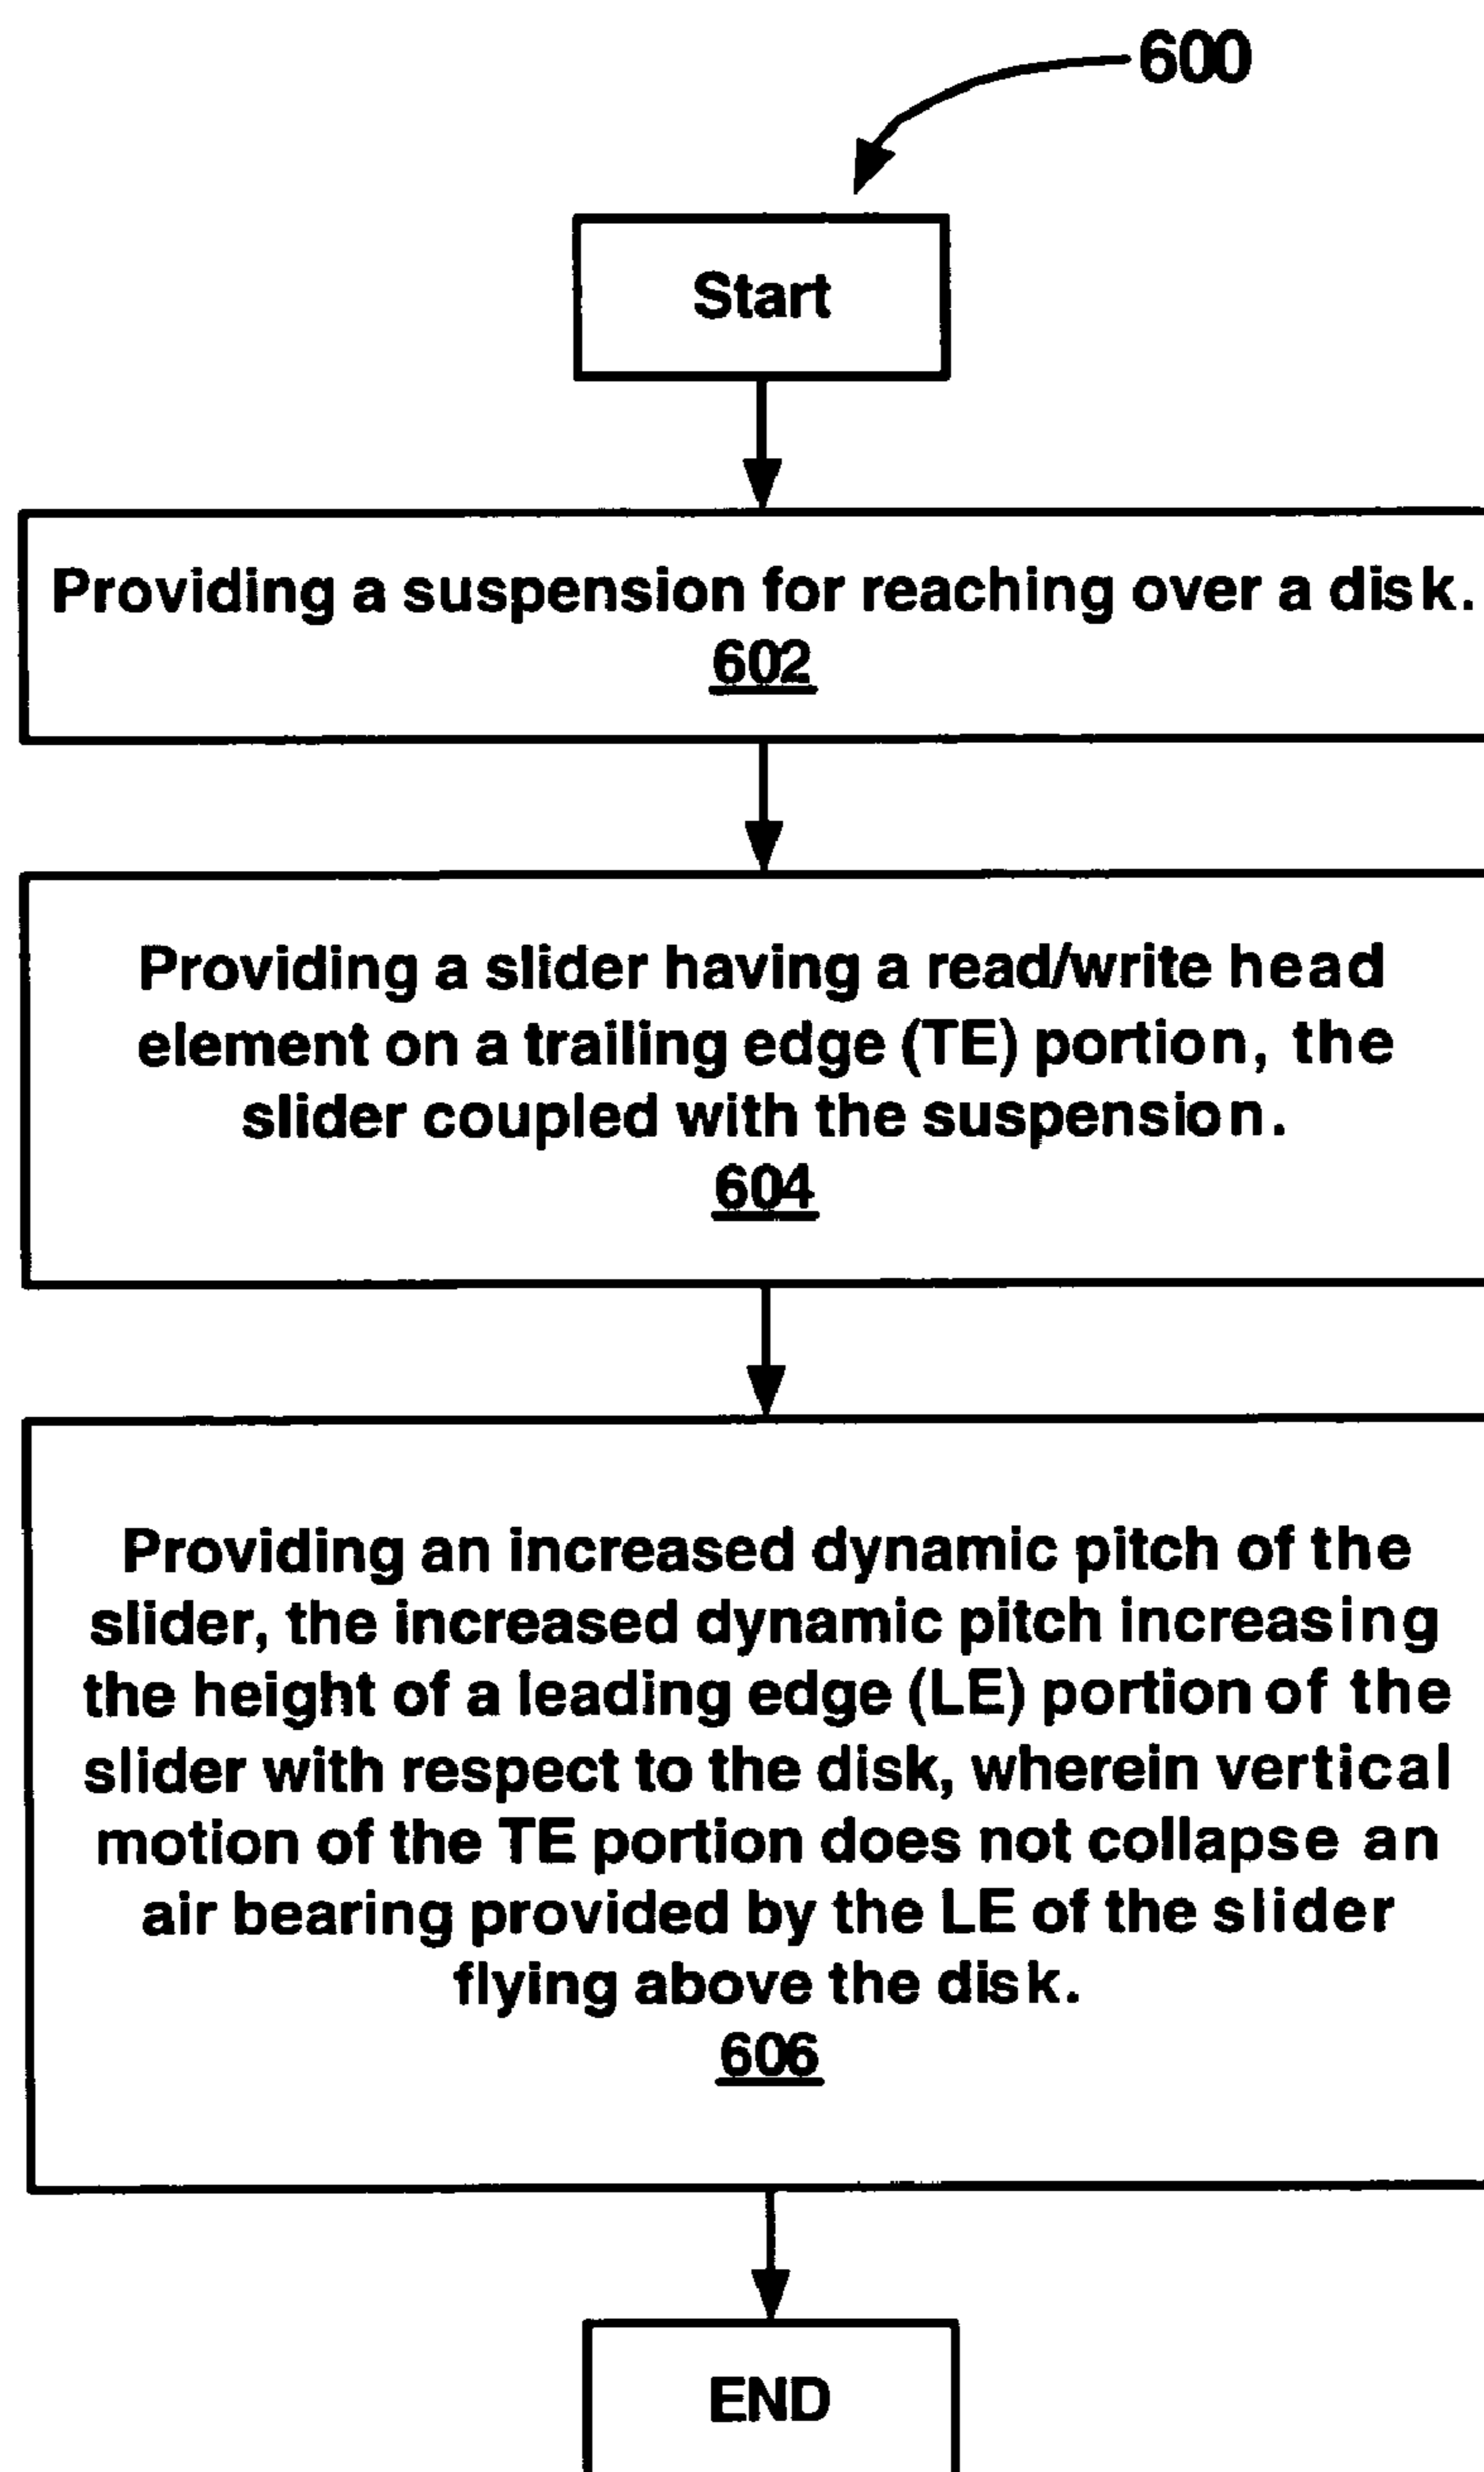 600
Start
Providing a suspension for reaching over a disk.
602
Providing a slider having a read/write head
element on a trailing edge (TE) portion, the
slider coupled with the suspension.
604
Providing an increased dynamic pitch of the
slider, the increased dynamic pitch increasing
the height of a leading edge (LE) portion of the
slider with respect to the disk, wherein vertical
motion of the TE portion does not collapse an
air bearing provided by the LE of the slider
flying above the disk.
606
END